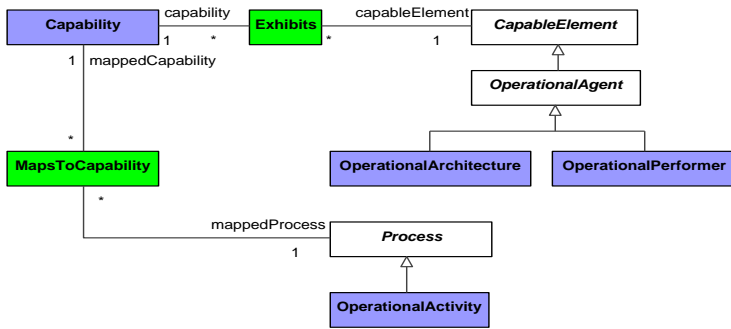 capability
capableElement
Capability
Exhibits
CapableElement
1
*
*
1
1
mappedCapability
OperationalAgent
*
MapsToCapability
OperationalArchitecture
OperationalPerformer
*
mappedProcess
Process
1
OperationalActivity